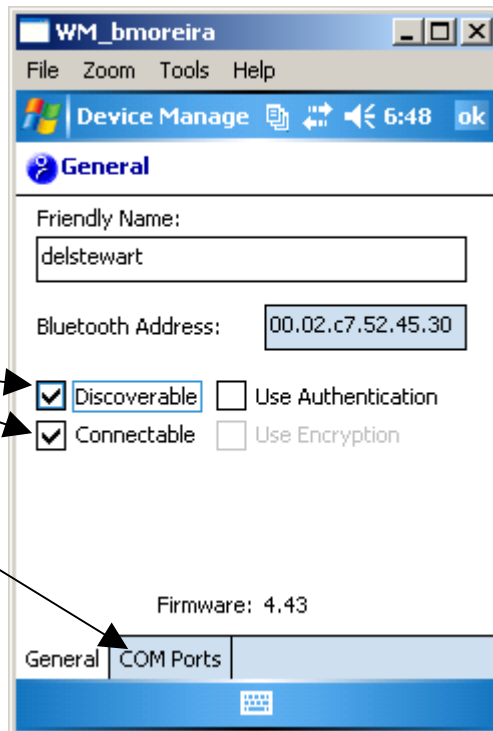 WM_bmoreira
File Zoom Tools Help
Device Manage 6:48 ok
General
Friendly Name:
delstewart
Bluetooth Address: 00.02.c7.52.45.30
Discoverable Use Authentication
Connectable Use Encryption
Firmware: 4.43
General COM Ports